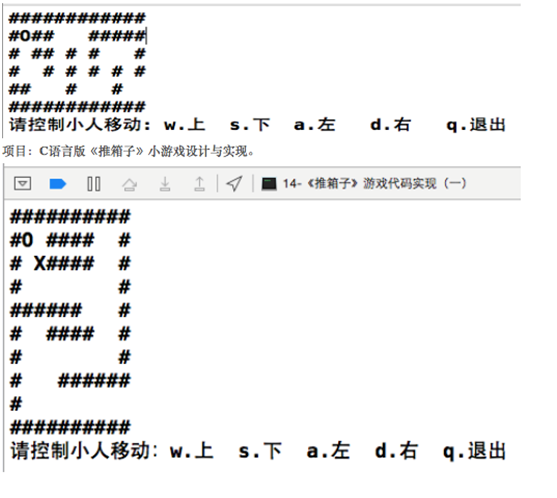 ############
#O##   #####
# ## # #   #
#  # # # # #
##   #   #
############
请控制小人移动: w.上  s.下  a.左   d.右   q.退出
项目：C语言版《推箱子》小游戏设计与实现。
14-《推箱子》游戏代码实现（一）
##########
#O ####  #
# X####  #
#        #
######   #
#  ####  #
#        #
#   ######
#
##########
请控制小人移动: w.上  s.下  a.左  d.右  q.退出